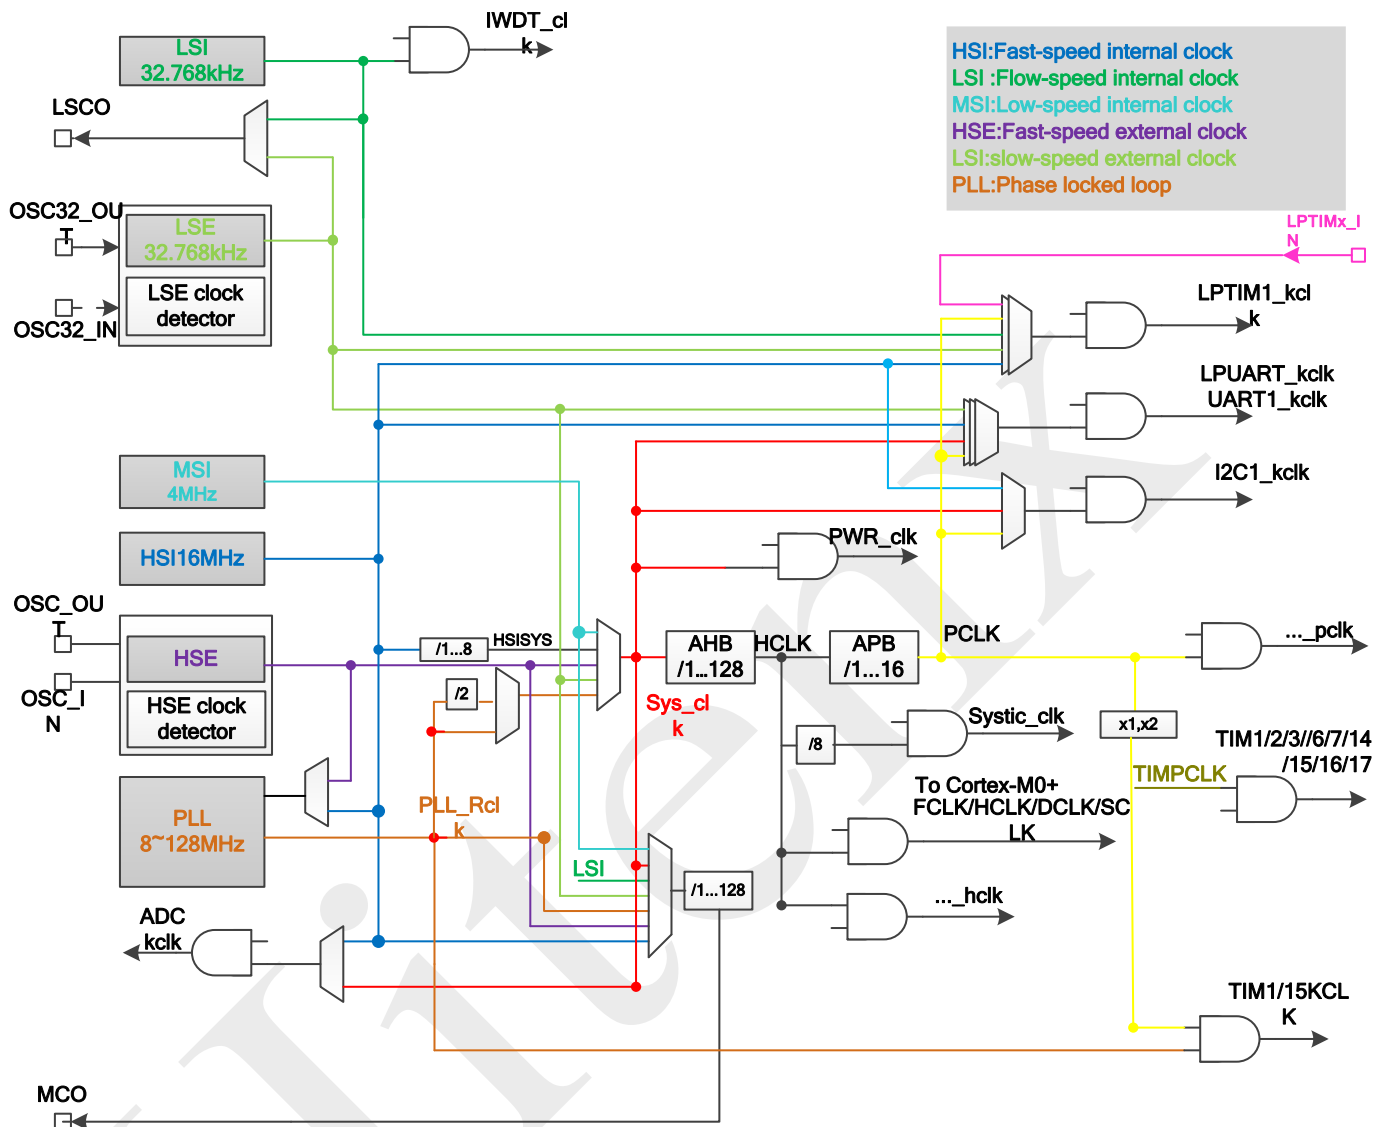 IWDT_cl
k
LSI
32.768kHz
HSI:Fast-speed internal clock
LSI :Flow-speed internal clock
MSI:Low-speed internal clock
HSE:Fast-speed external clock
LSI:slow-speed external clock
PLL:Phase locked loop
LSCO
OSC32_OU
T
LSE
32.768kHz
LSE clock
detector
OSC32_IN
LPTIMx_I
N
LPTIM1_kcl
k
LPUART_kclk
UART1_kclk
I2C1_kclk
MSI
4MHz
HSI16MHz
PWR_clk
OSC_OU
T
HSE
OSC_I
N
HSE clock
detector
/1...8
HSISYS
/2
AHB
/1...128
HCLK
APB
/1...16
PCLK
..._pclk
Sys_cl
k
Systic_clk
/8
x1,x2
TIM1/2/3//6/7/14
/15/16/17
TIMPCLK
To Cortex-M0+
FCLK/HCLK/DCLK/SC
LK
PLL
8~128MHz
PLL_Rcl
k
LSI
/1...128
..._hclk
ADC
kclk
TIM1/15KCL
K
MCO